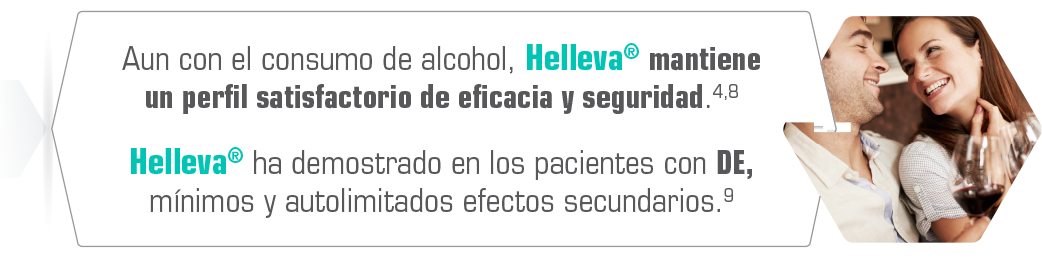 Aun con el consumo de alcohol, Helleva® mantiene
un perfil satisfactorio de eficacia y seguridad.4,8
Helleva® ha demostrado en los pacientes con DE,
mínimos y autolimitados efectos secundarios.9